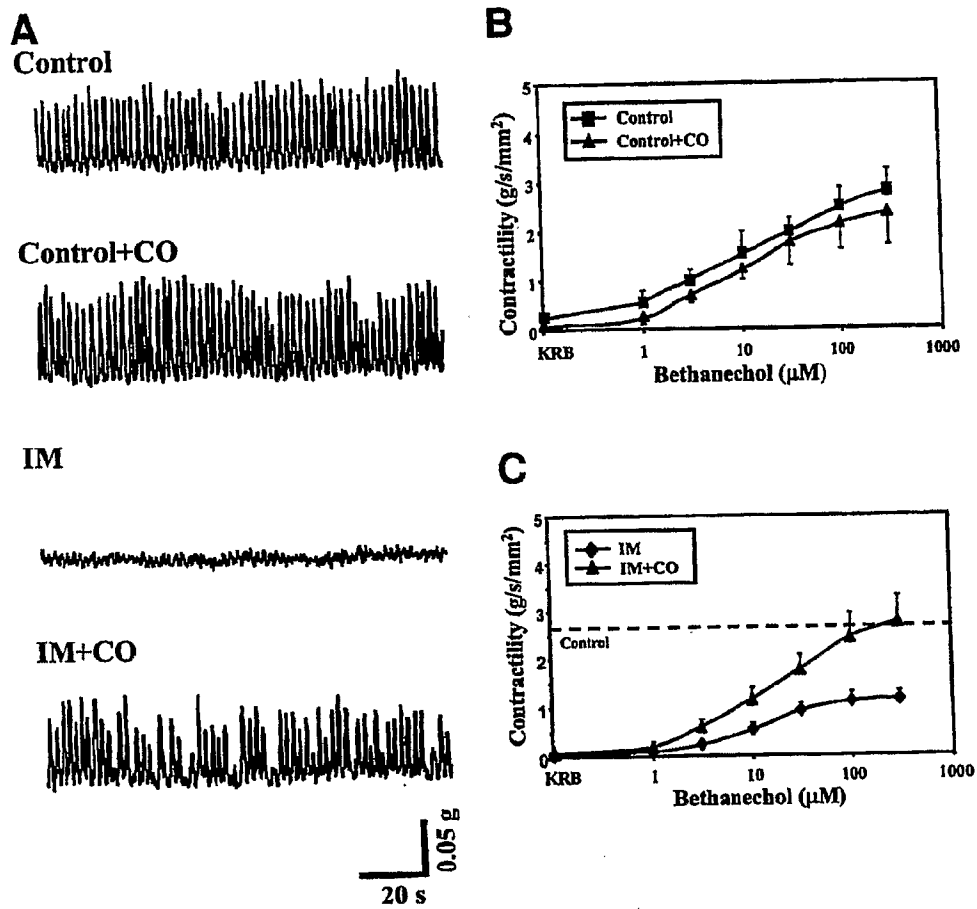 A
Control
Control+CO
IM
IM+CO
0.05 g
20 s
B
Contractility (g/s/mm²)
5
4
3
2
1
0
Control
Control+CO
KRB
1
10
100
1000
Bethanechol (µM)
C
Contractility (g/s/mm²)
5
4
3
2
1
0
IM
IM+CO
Control
KRB
1
10
100
1000
Bethanechol (µM)